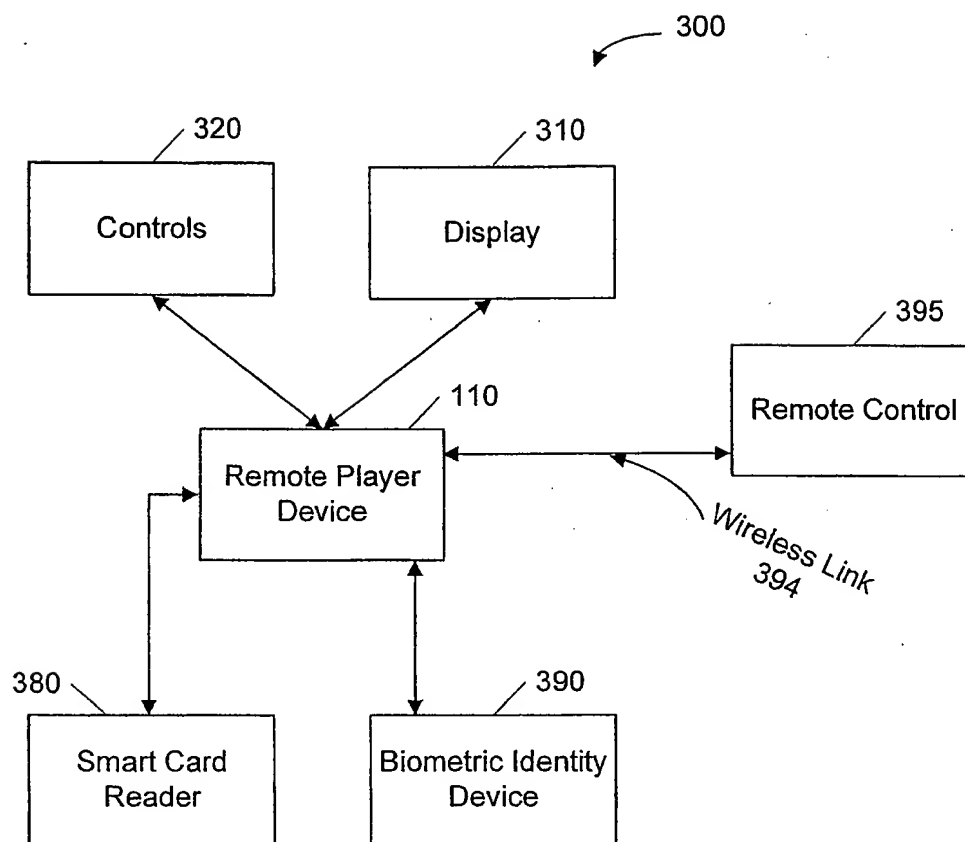 300
320
310
Controls
Display
395
Remote Control
110
Remote Player
Device
Wireless Link
394
380
390
Smart Card
Reader
Biometric Identity
Device